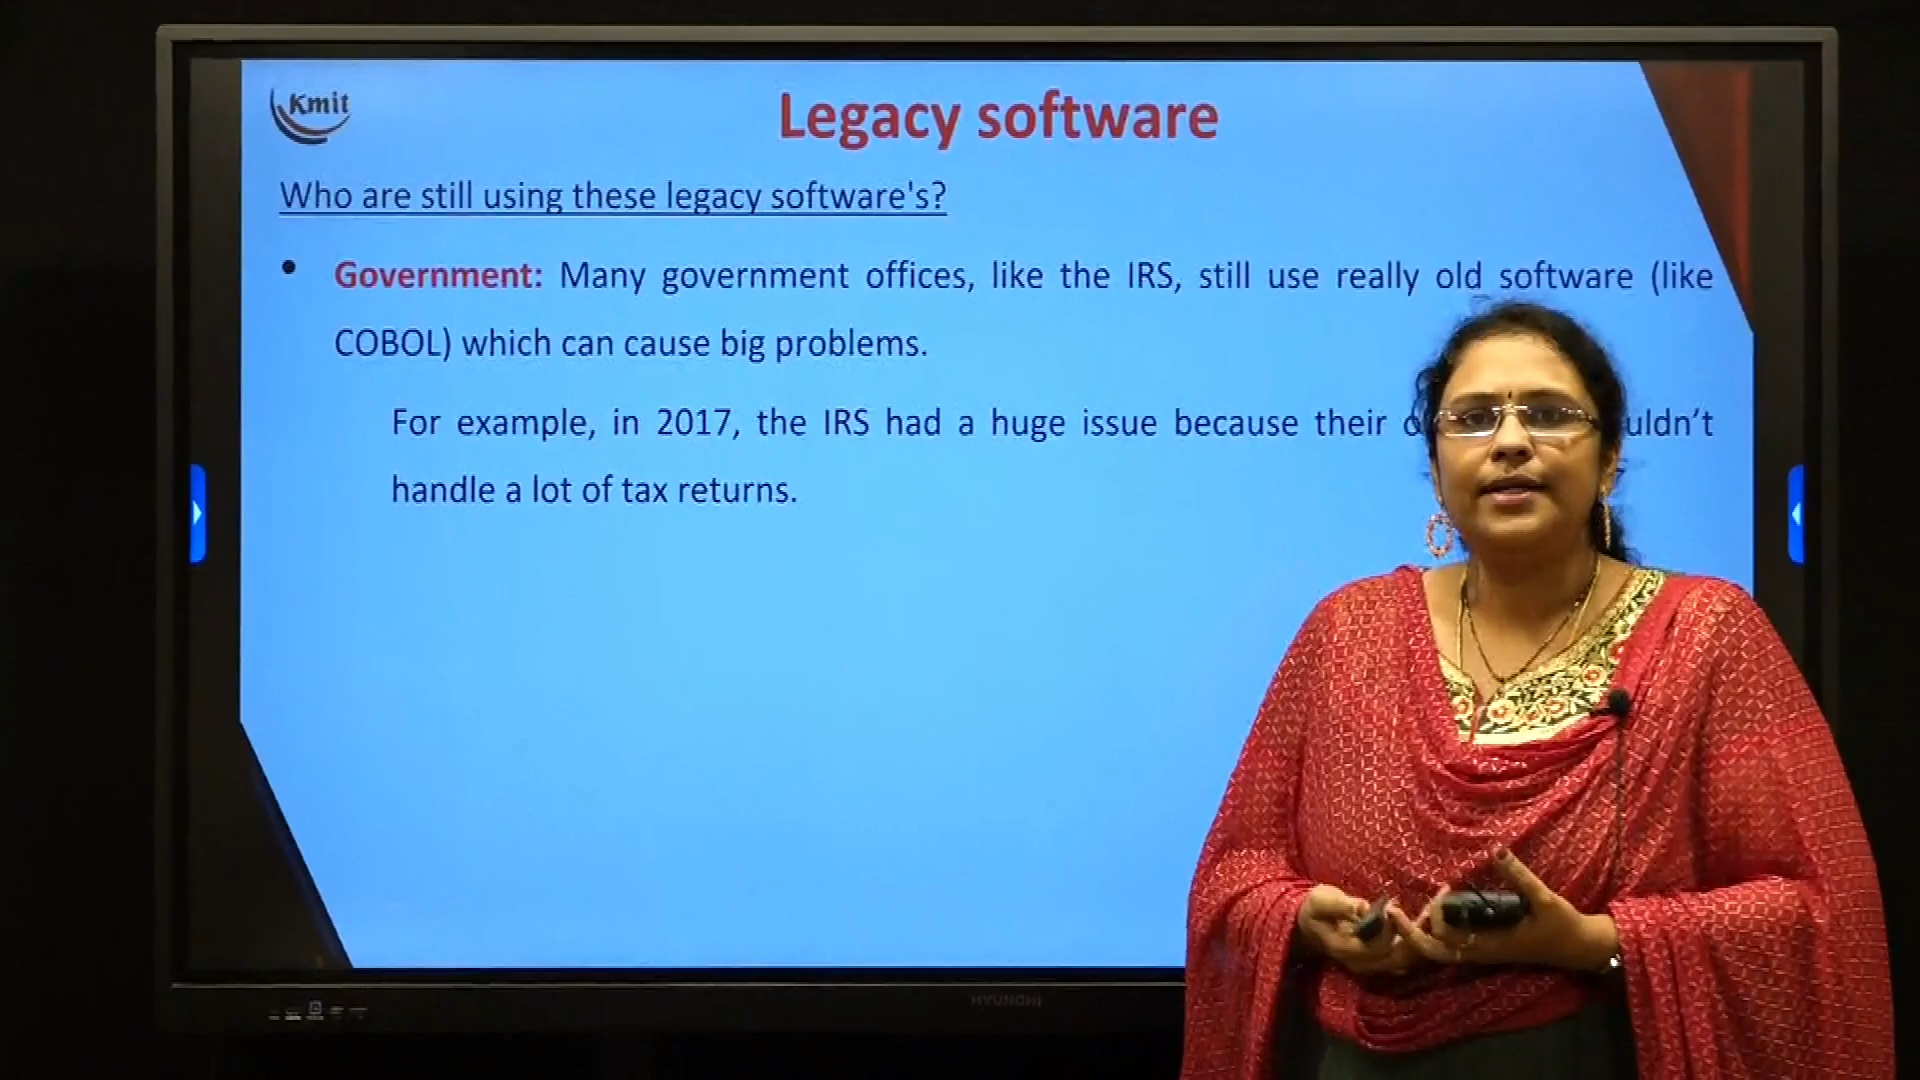 Kmit
Legacy software
Who are still using these legacy software's?
• Government: Many government offices, like the IRS, still use really old software (like
COBOL) which can cause big problems.
For example, in 2017, the IRS had a huge issue because their
handle a lot of tax returns.
HYUNDAI